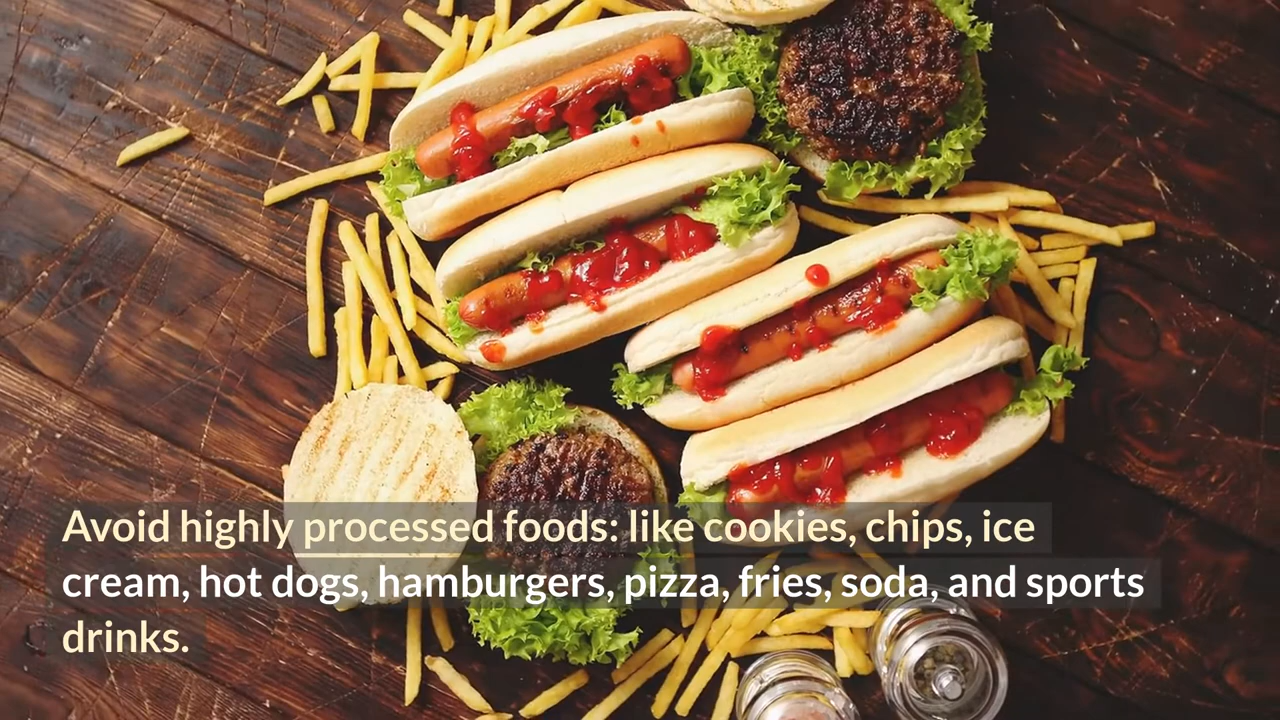 Avoid highly processed foods: like cookies, chips, ice
cream, hot dogs, hamburgers, pizza, fries, soda, and sports
drinks.